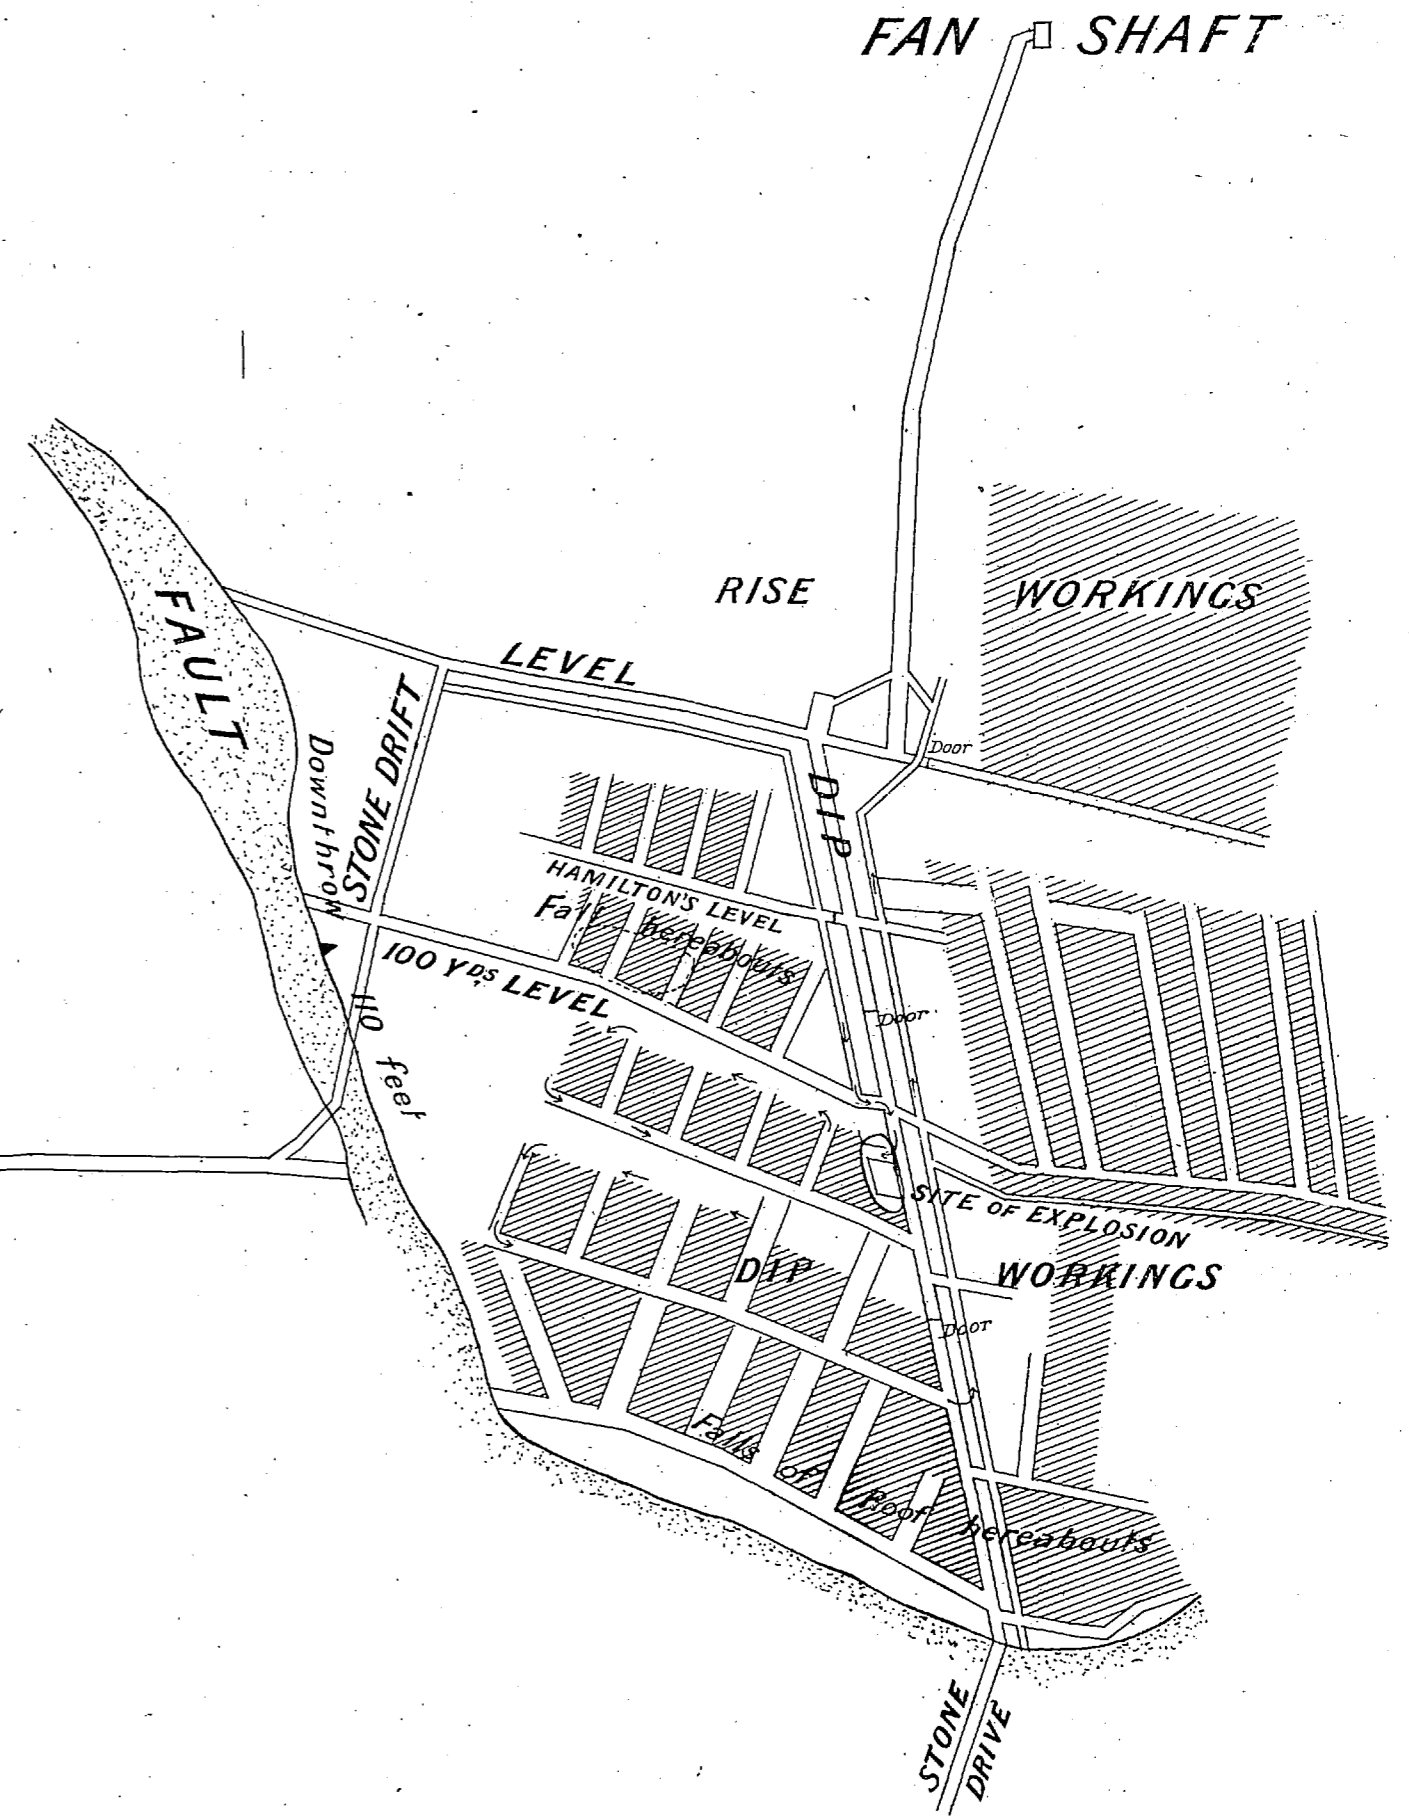 FAN SHAFT
RISE WORKINGS
FAULT
LEVEL
STONE DRIFT
Downthrow
110 feet
Door
DIP
HAMILTON'S LEVEL
Fall hereabouts
100 YDS LEVEL
Door
SITE OF EXPLOSION
DIP WORKINGS
Door
Falls of Roof hereabouts
STONE DRIVE